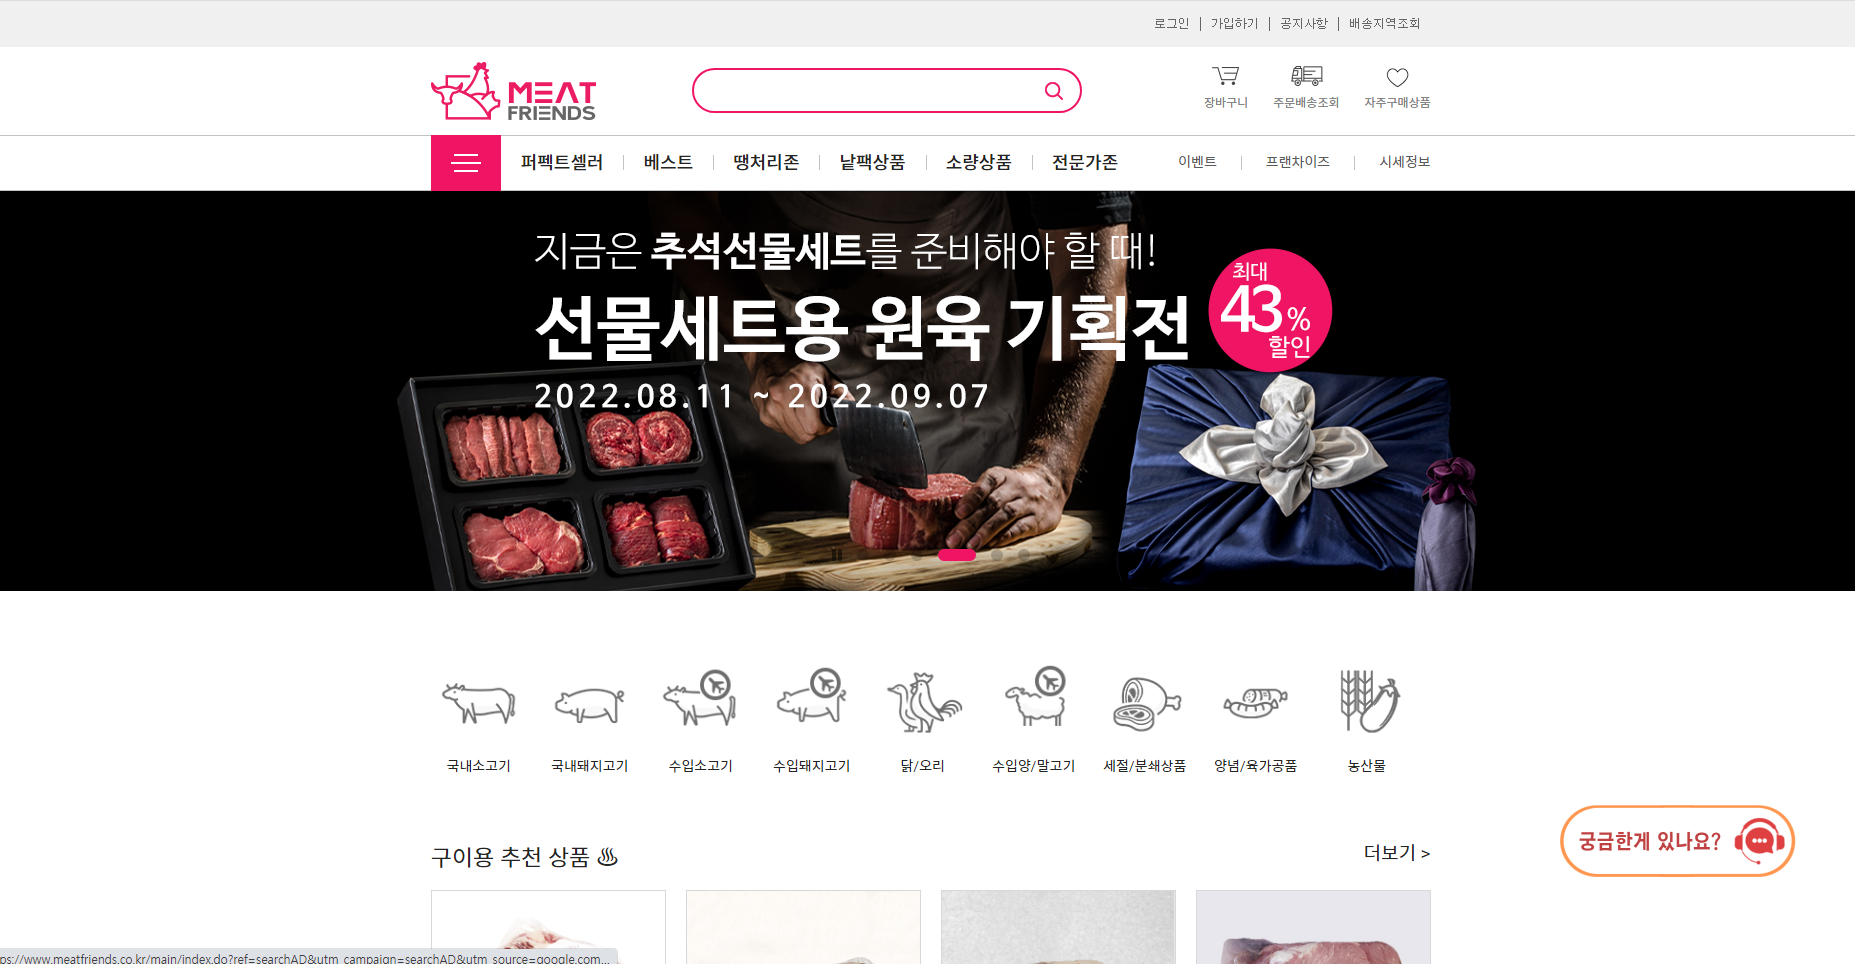 로그인 | 가입하기 | 공지사항 | 배송지역조회
MEAT
FRIENDS
장바구니 주문배송조회 자주구매상품
퍼펙트셀러 베스트 땡처리존 낱팩상품 소량상품 전문가존 이벤트 프랜차이즈 시세정보
지금은 추석선물세트를 준비해야 할 때!
선물세트용 원육 기획전
2022.08.11 ~ 2022.09.07
최대
43%
할인
국내소고기 국내돼지고기 수입소고기 수입돼지고기 닭/오리 수입양/말고기 세절/분쇄상품 양념/육가공품 농산물
궁금한게 있나요?
구이용 추천 상품 ♨ 더보기 >
ps://www.meatfriends.co.kr/main/index.do?ref=searchAD&utm_campaign=searchAD&utm_source=google.com...